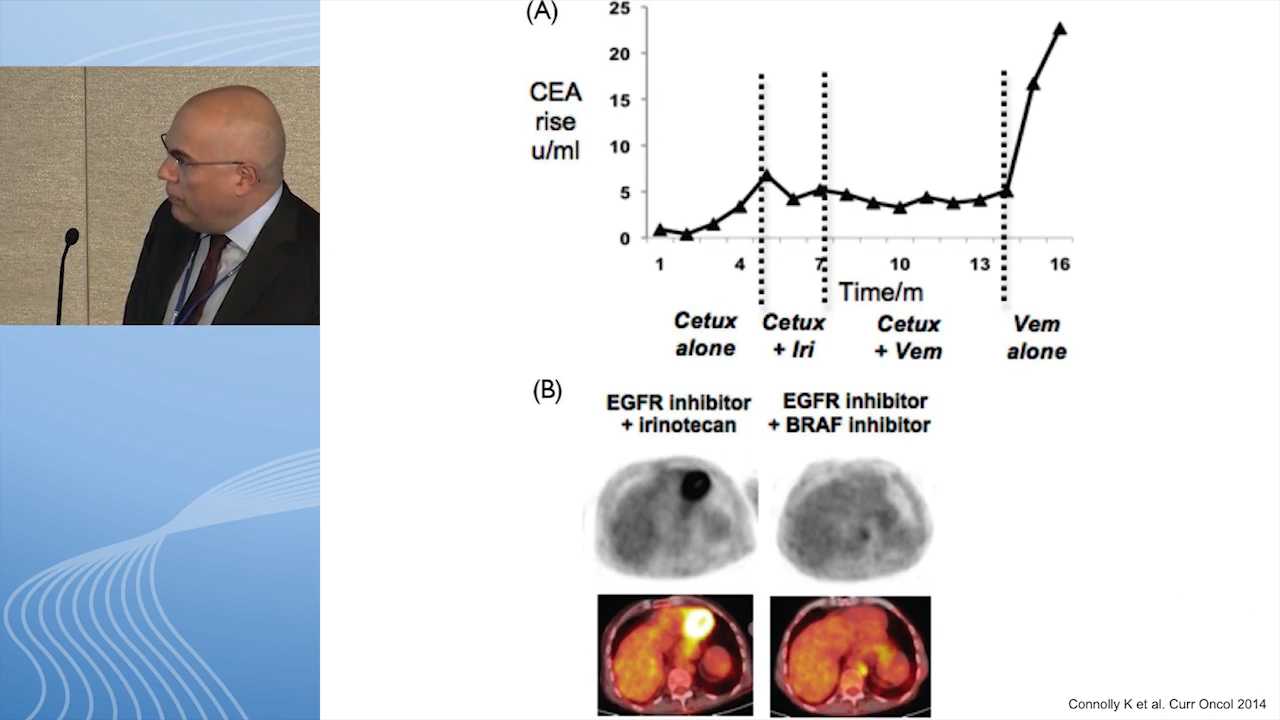 (A)
CEA
rise
u/ml
25
20
15
10
5
0
1 4 7 10 13 16
Time/m
Cetux
alone
Cetux
+ Iri
Cetux
+ Vem
Vem
alone
(B)
EGFR inhibitor
+ irinotecan
EGFR inhibitor
+ BRAF inhibitor
Connolly K et al. Curr Oncol 2014